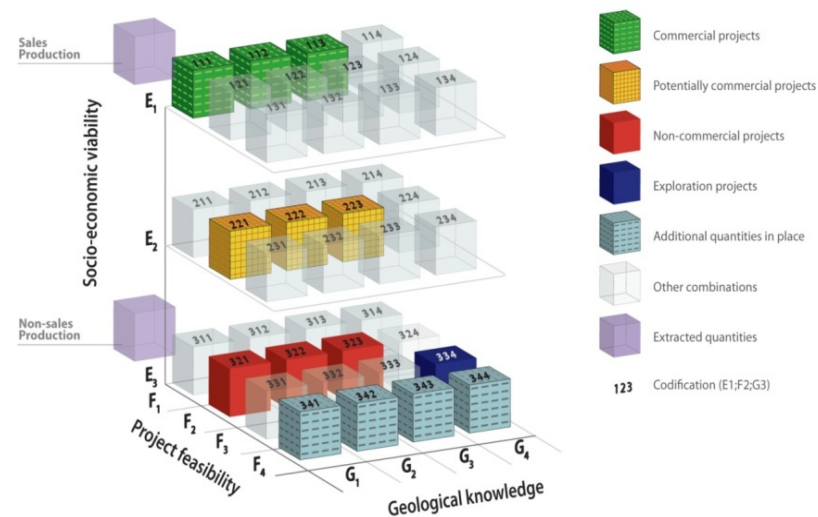 Sales
Production
Socio-economic viability
E1
111
112
113
114
121
122
123
124
131
132
133
134
E2
211
212
213
214
221
222
223
224
231
232
233
234
Non-sales
Production
E3
311
312
313
314
321
322
323
324
331
332
333
334
341
342
343
344
F1
F2
F3
F4
Project feasibility
G1
G2
G3
G4
Geological knowledge
Commercial projects
Potentially commercial projects
Non-commercial projects
Exploration projects
Additional quantities in place
Other combinations
Extracted quantities
123 Codification (E1;F2;G3)